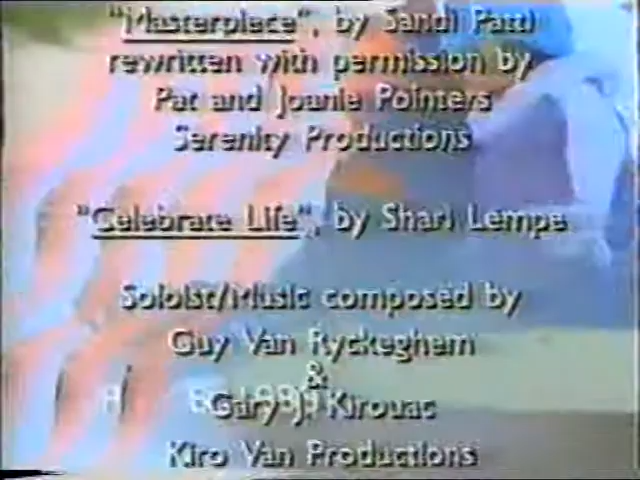 "Masterpiece", by Sandi Patti
rewritten with permission by
Pat and Joanie Pointers
Serenity Productions
"Celebrate Life", by Shari Lempe
Soloist/Music composed by
Guy Van Ryckeghem
&
Gary J. Kirouac
Kiro Van Productions